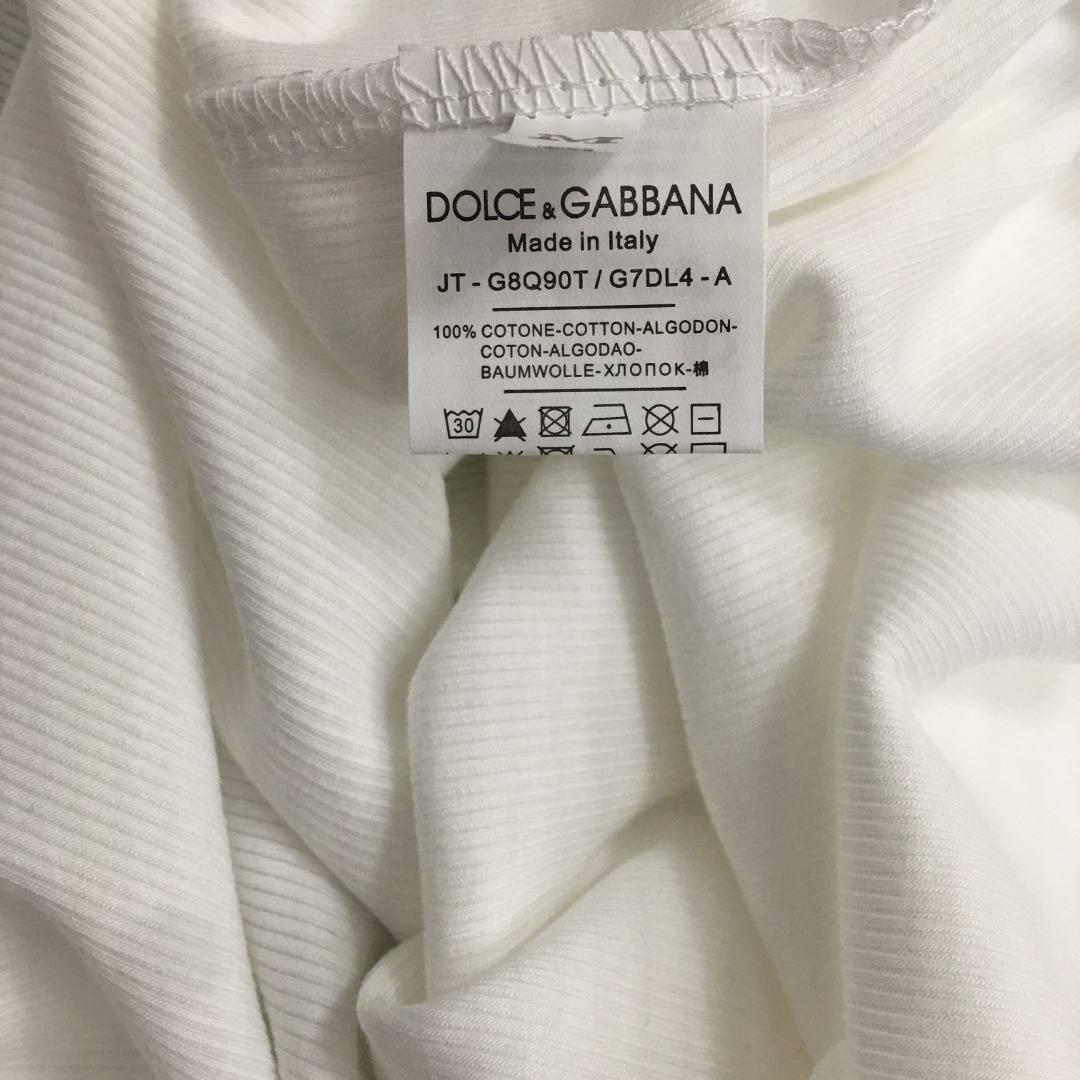 M
DOLCE & GABBANA
Made in Italy
JT - G8Q90T / G7DL4 - A
100% COTONE-COTTON-ALGODON-
COTON-ALGODAO-
BAUMWOLLE-ХЛОПОК-棉
30